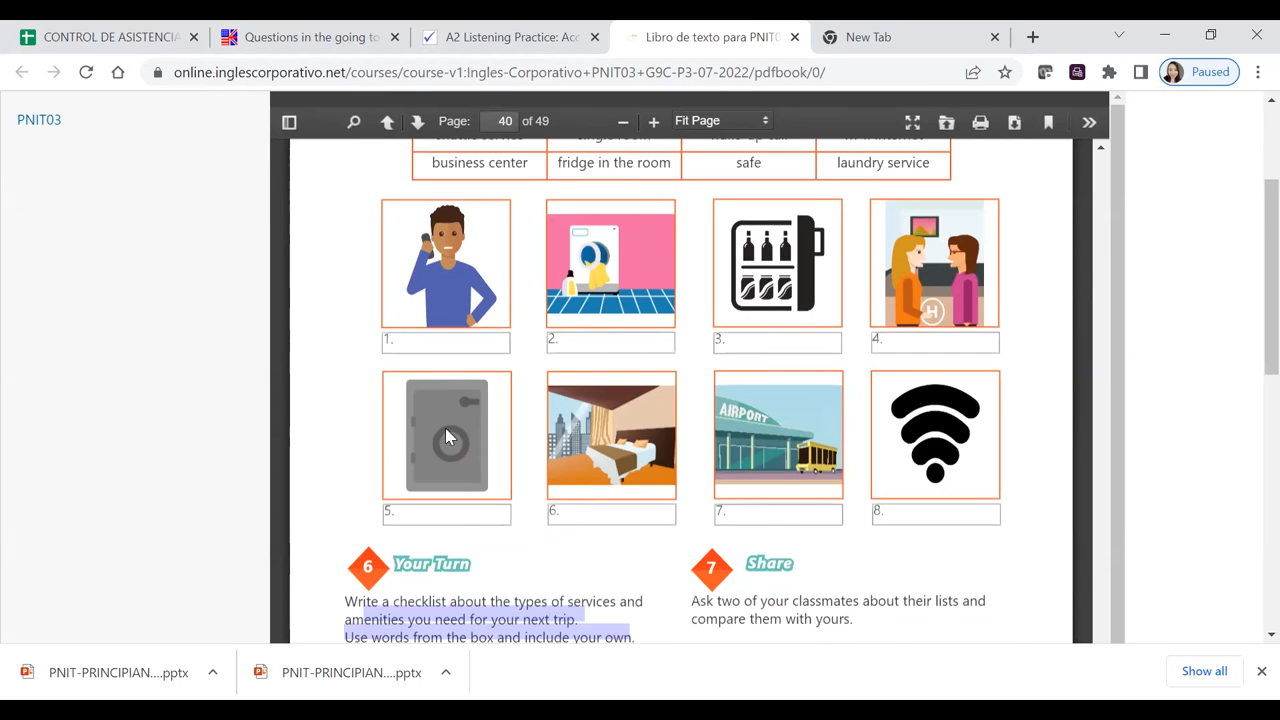 CONTROL DE ASISTENCIA
Questions in the going to
A2 Listening Practice: Acc
Libro de texto para PNIT0
New Tab
online.inglescorporativo.net/courses/course-v1:Ingles-Corporativo+PNIT03+G9C-P3-07-2022/pdfbook/0/
Paused
PNIT03
Page: 40 of 49
Fit Page
business center fridge in the room safe laundry service
H
1. 2. 3. 4.
AIRPORT
5. 6. 7. 8.
6 Your Turn
7 Share
Write a checklist about the types of services and
amenities you need for your next trip.
Use words from the box and include your own.
Ask two of your classmates about their lists and
compare them with yours.
PNIT-PRINCIPIAN....pptx
PNIT-PRINCIPIAN....pptx
Show all